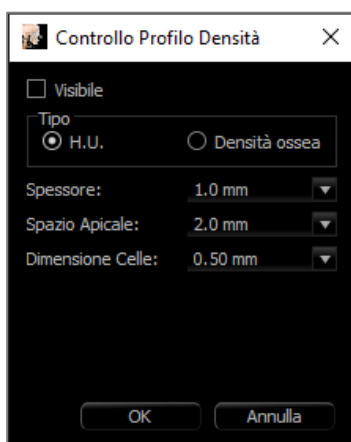 Controllo Profilo Densità
Visibile
Tipo
H.U. Densità ossea
Spessore: 1.0 mm
Spazio Apicale: 2.0 mm
Dimensione Celle: 0.50 mm
OK Annulla